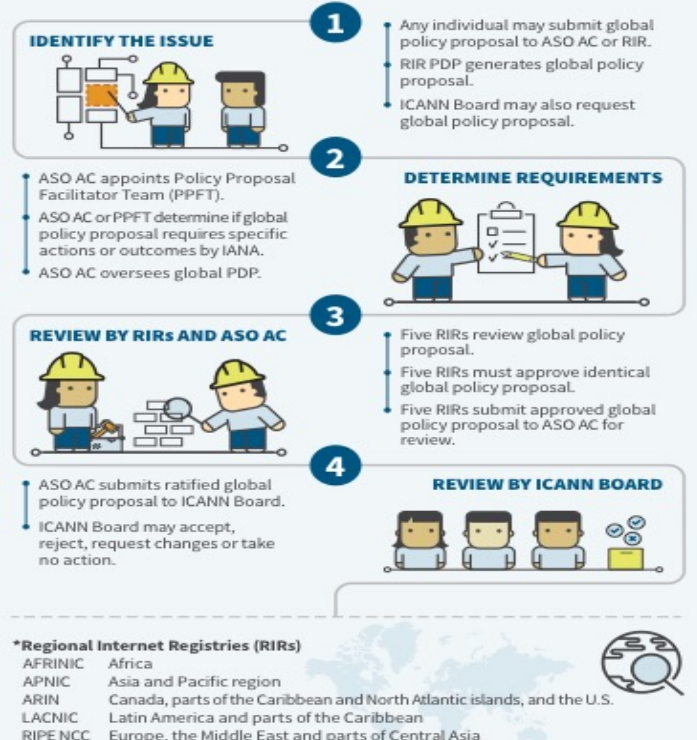 1
IDENTIFY THE ISSUE
Any individual may submit global
policy proposal to ASO AC or RIR.
RIR PDP generates global policy
proposal.
ICANN Board may also request
global policy proposal.
2
DETERMINE REQUIREMENTS
ASO AC appoints Policy Proposal
Facilitator Team (PPFT).
ASO AC or PPFT determine if global
policy proposal requires specific
actions or outcomes by IANA.
ASO AC oversees global PDP.
3
REVIEW BY RIRs AND ASO AC
Five RIRs review global policy
proposal.
Five RIRs must approve identical
global policy proposal.
Five RIRs submit approved global
policy proposal to ASO AC for
review.
4
REVIEW BY ICANN BOARD
ASO AC submits ratified global
policy proposal to ICANN Board.
ICANN Board may accept,
reject, request changes or take
no action.
*Regional Internet Registries (RIRs)
AFRINIC Africa
APNIC Asia and Pacific region
ARIN Canada, parts of the Caribbean and North Atlantic islands, and the U.S.
LACNIC Latin America and parts of the Caribbean
RIPE NCC Europe, the Middle East and parts of Central Asia